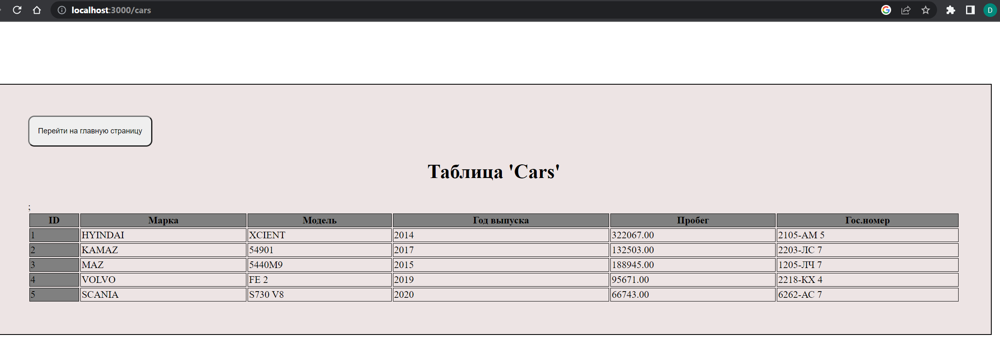 localhost:3000/cars
D
Перейти на главную страницу
Таблица 'Cars'
;
ID Марка Модель Год выпуска Пробег Гос.номер
1 HYINDAI XCIENT 2014 322067.00 2105-АМ 5
2 KAMAZ 54901 2017 132503.00 2203-ЛС 7
3 MAZ 5440M9 2015 188945.00 1205-ЛЧ 7
4 VOLVO FE 2 2019 95671.00 2218-КХ 4
5 SCANIA S730 V8 2020 66743.00 6262-АС 7